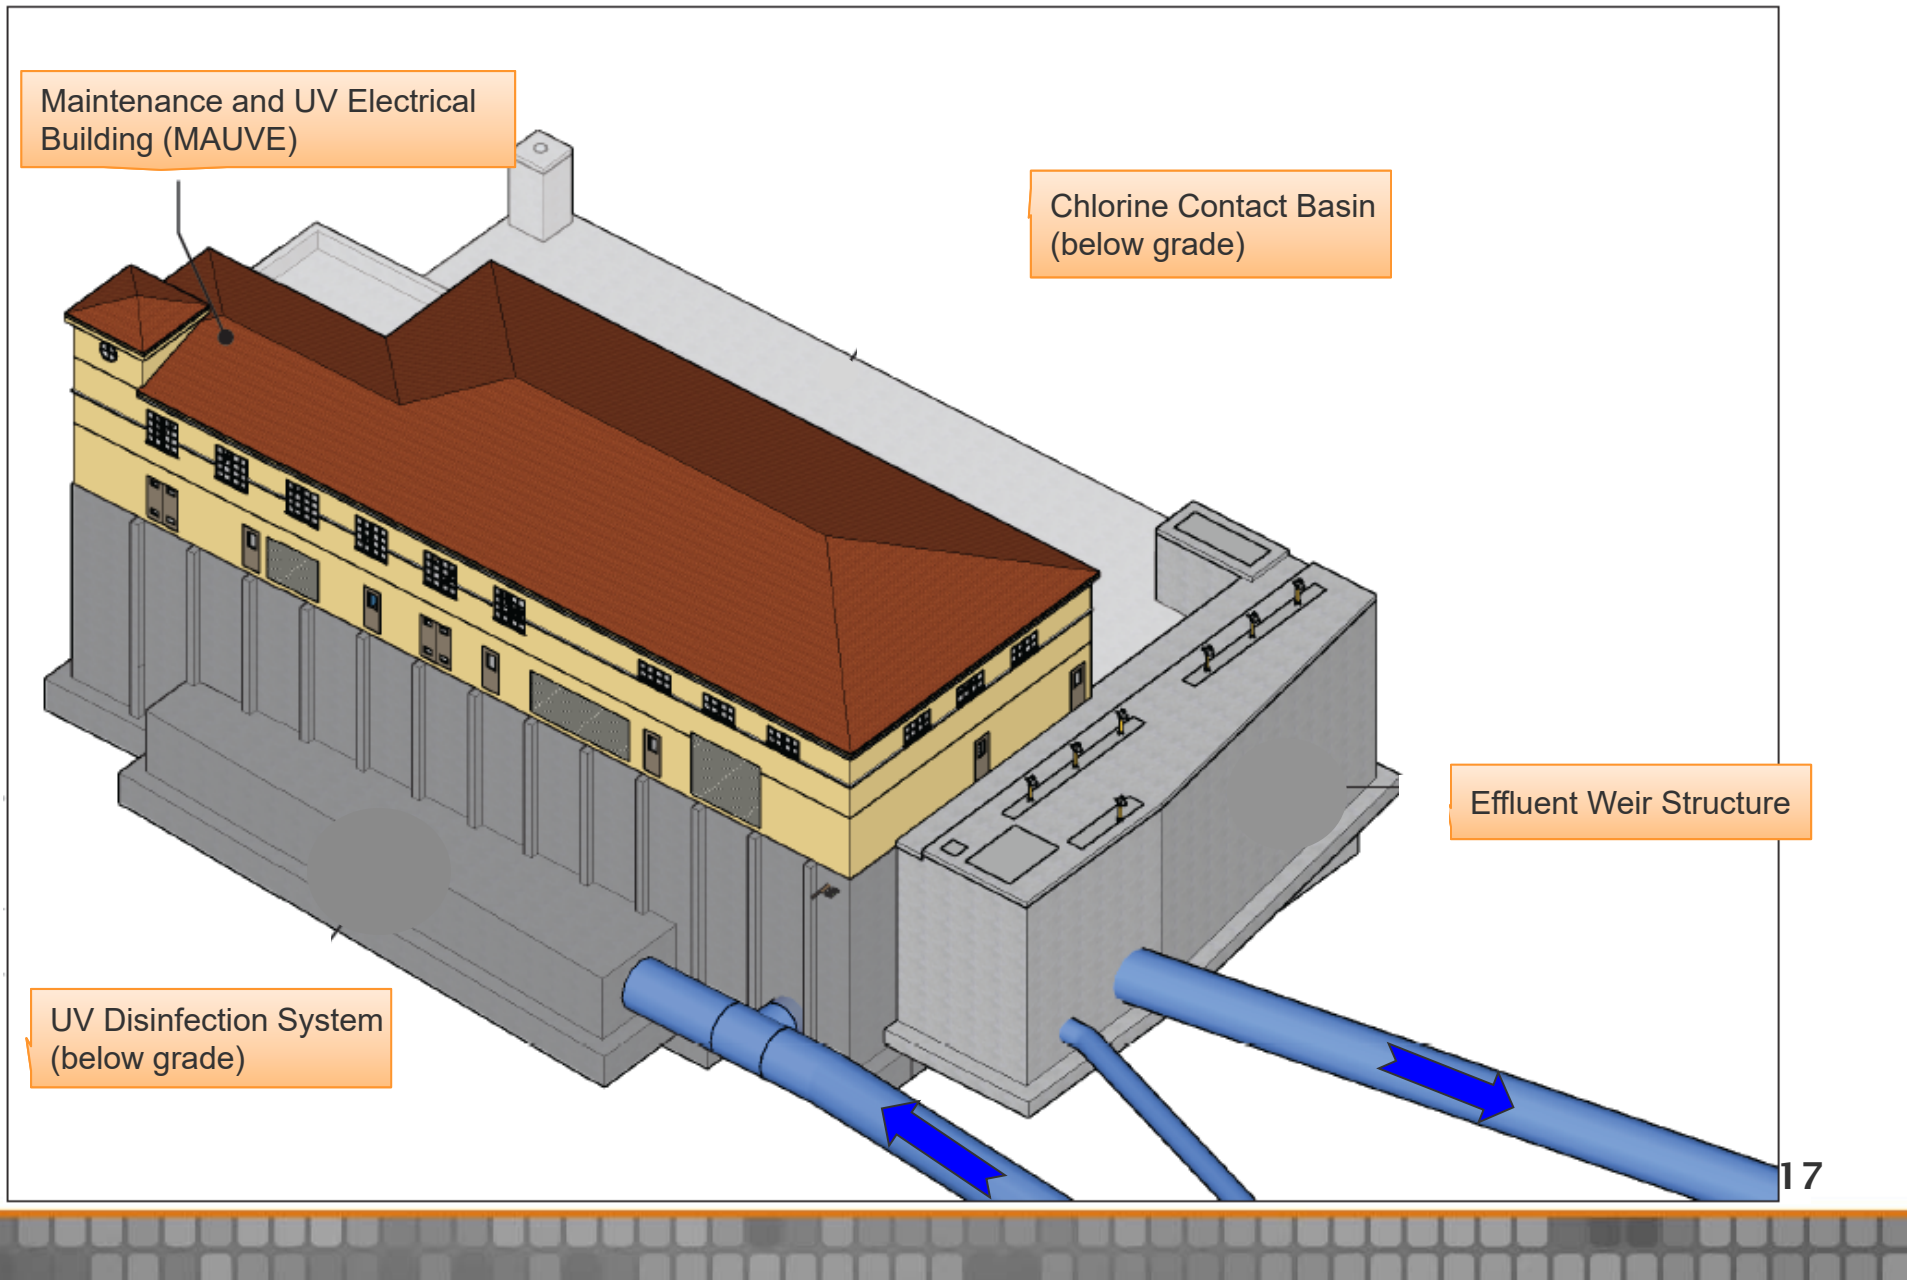 Maintenance and UV Electrical
Building (MAUVE)
Chlorine Contact Basin
(below grade)
Effluent Weir Structure
UV Disinfection System
(below grade)
17